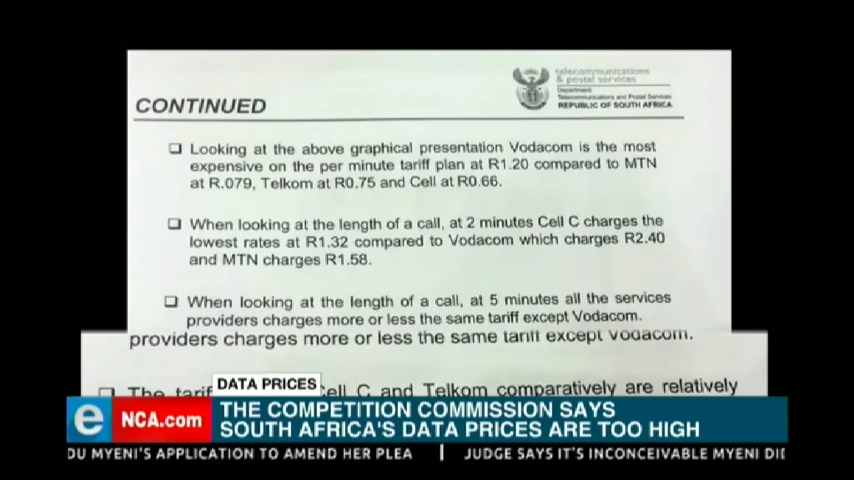 telecommunications
& postal services
Department:
Telecommunications and Postal Services
REPUBLIC OF SOUTH AFRICA
CONTINUED
❑ Looking at the above graphical presentation Vodacom is the most
expensive on the per minute tariff plan at R1.20 compared to MTN
at R.079, Telkom at R0.75 and Cell at R0.66.
❑ When looking at the length of a call, at 2 minutes Cell C charges the
lowest rates at R1.32 compared to Vodacom which charges R2.40
and MTN charges R1.58.
❑ When looking at the length of a call, at 5 minutes all the services
providers charges more or less the same tariff except Vodacom.
providers charges more or less the same tariff except Vodacom.
❑ The tarif Cell C and Telkom comparatively are relatively
DATA PRICES
e NCA.com
THE COMPETITION COMMISSION SAYS
SOUTH AFRICA'S DATA PRICES ARE TOO HIGH
DU MYENI'S APPLICATION TO AMEND HER PLEA | JUDGE SAYS IT'S INCONCEIVABLE MYENI DI